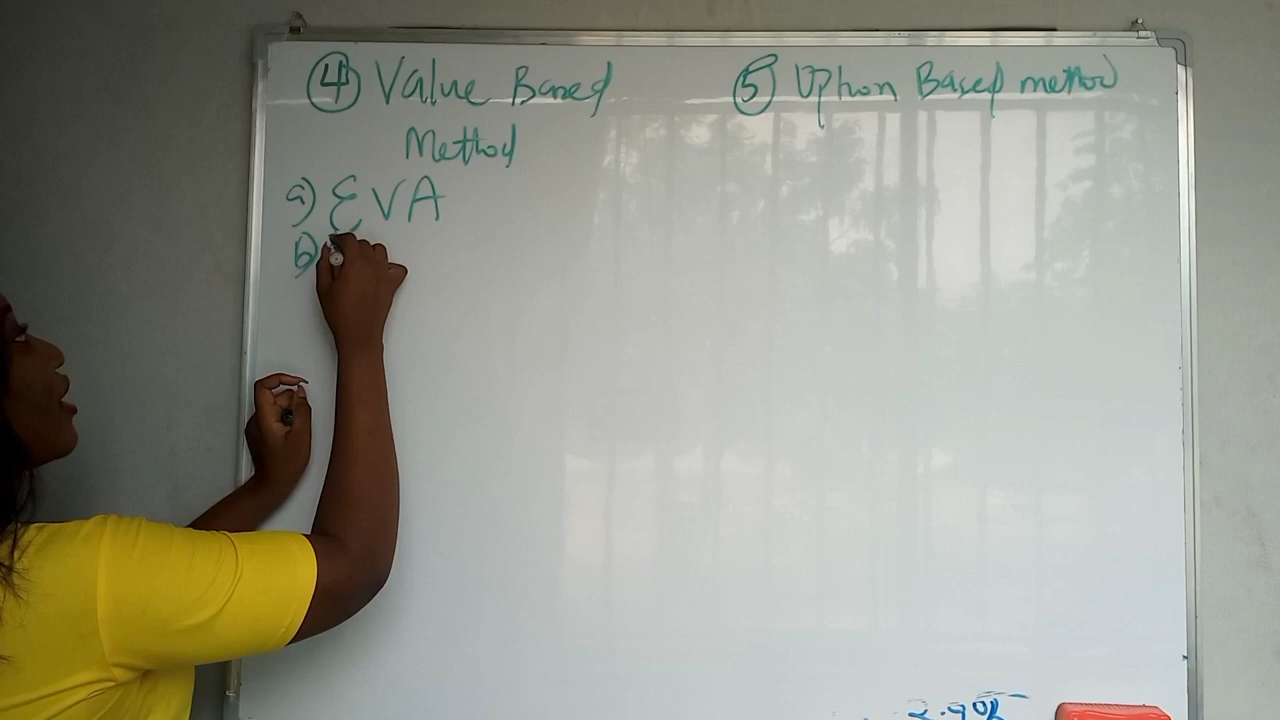 ④ Value Based
Method
a) EVA
b)
⑤ Option Based method